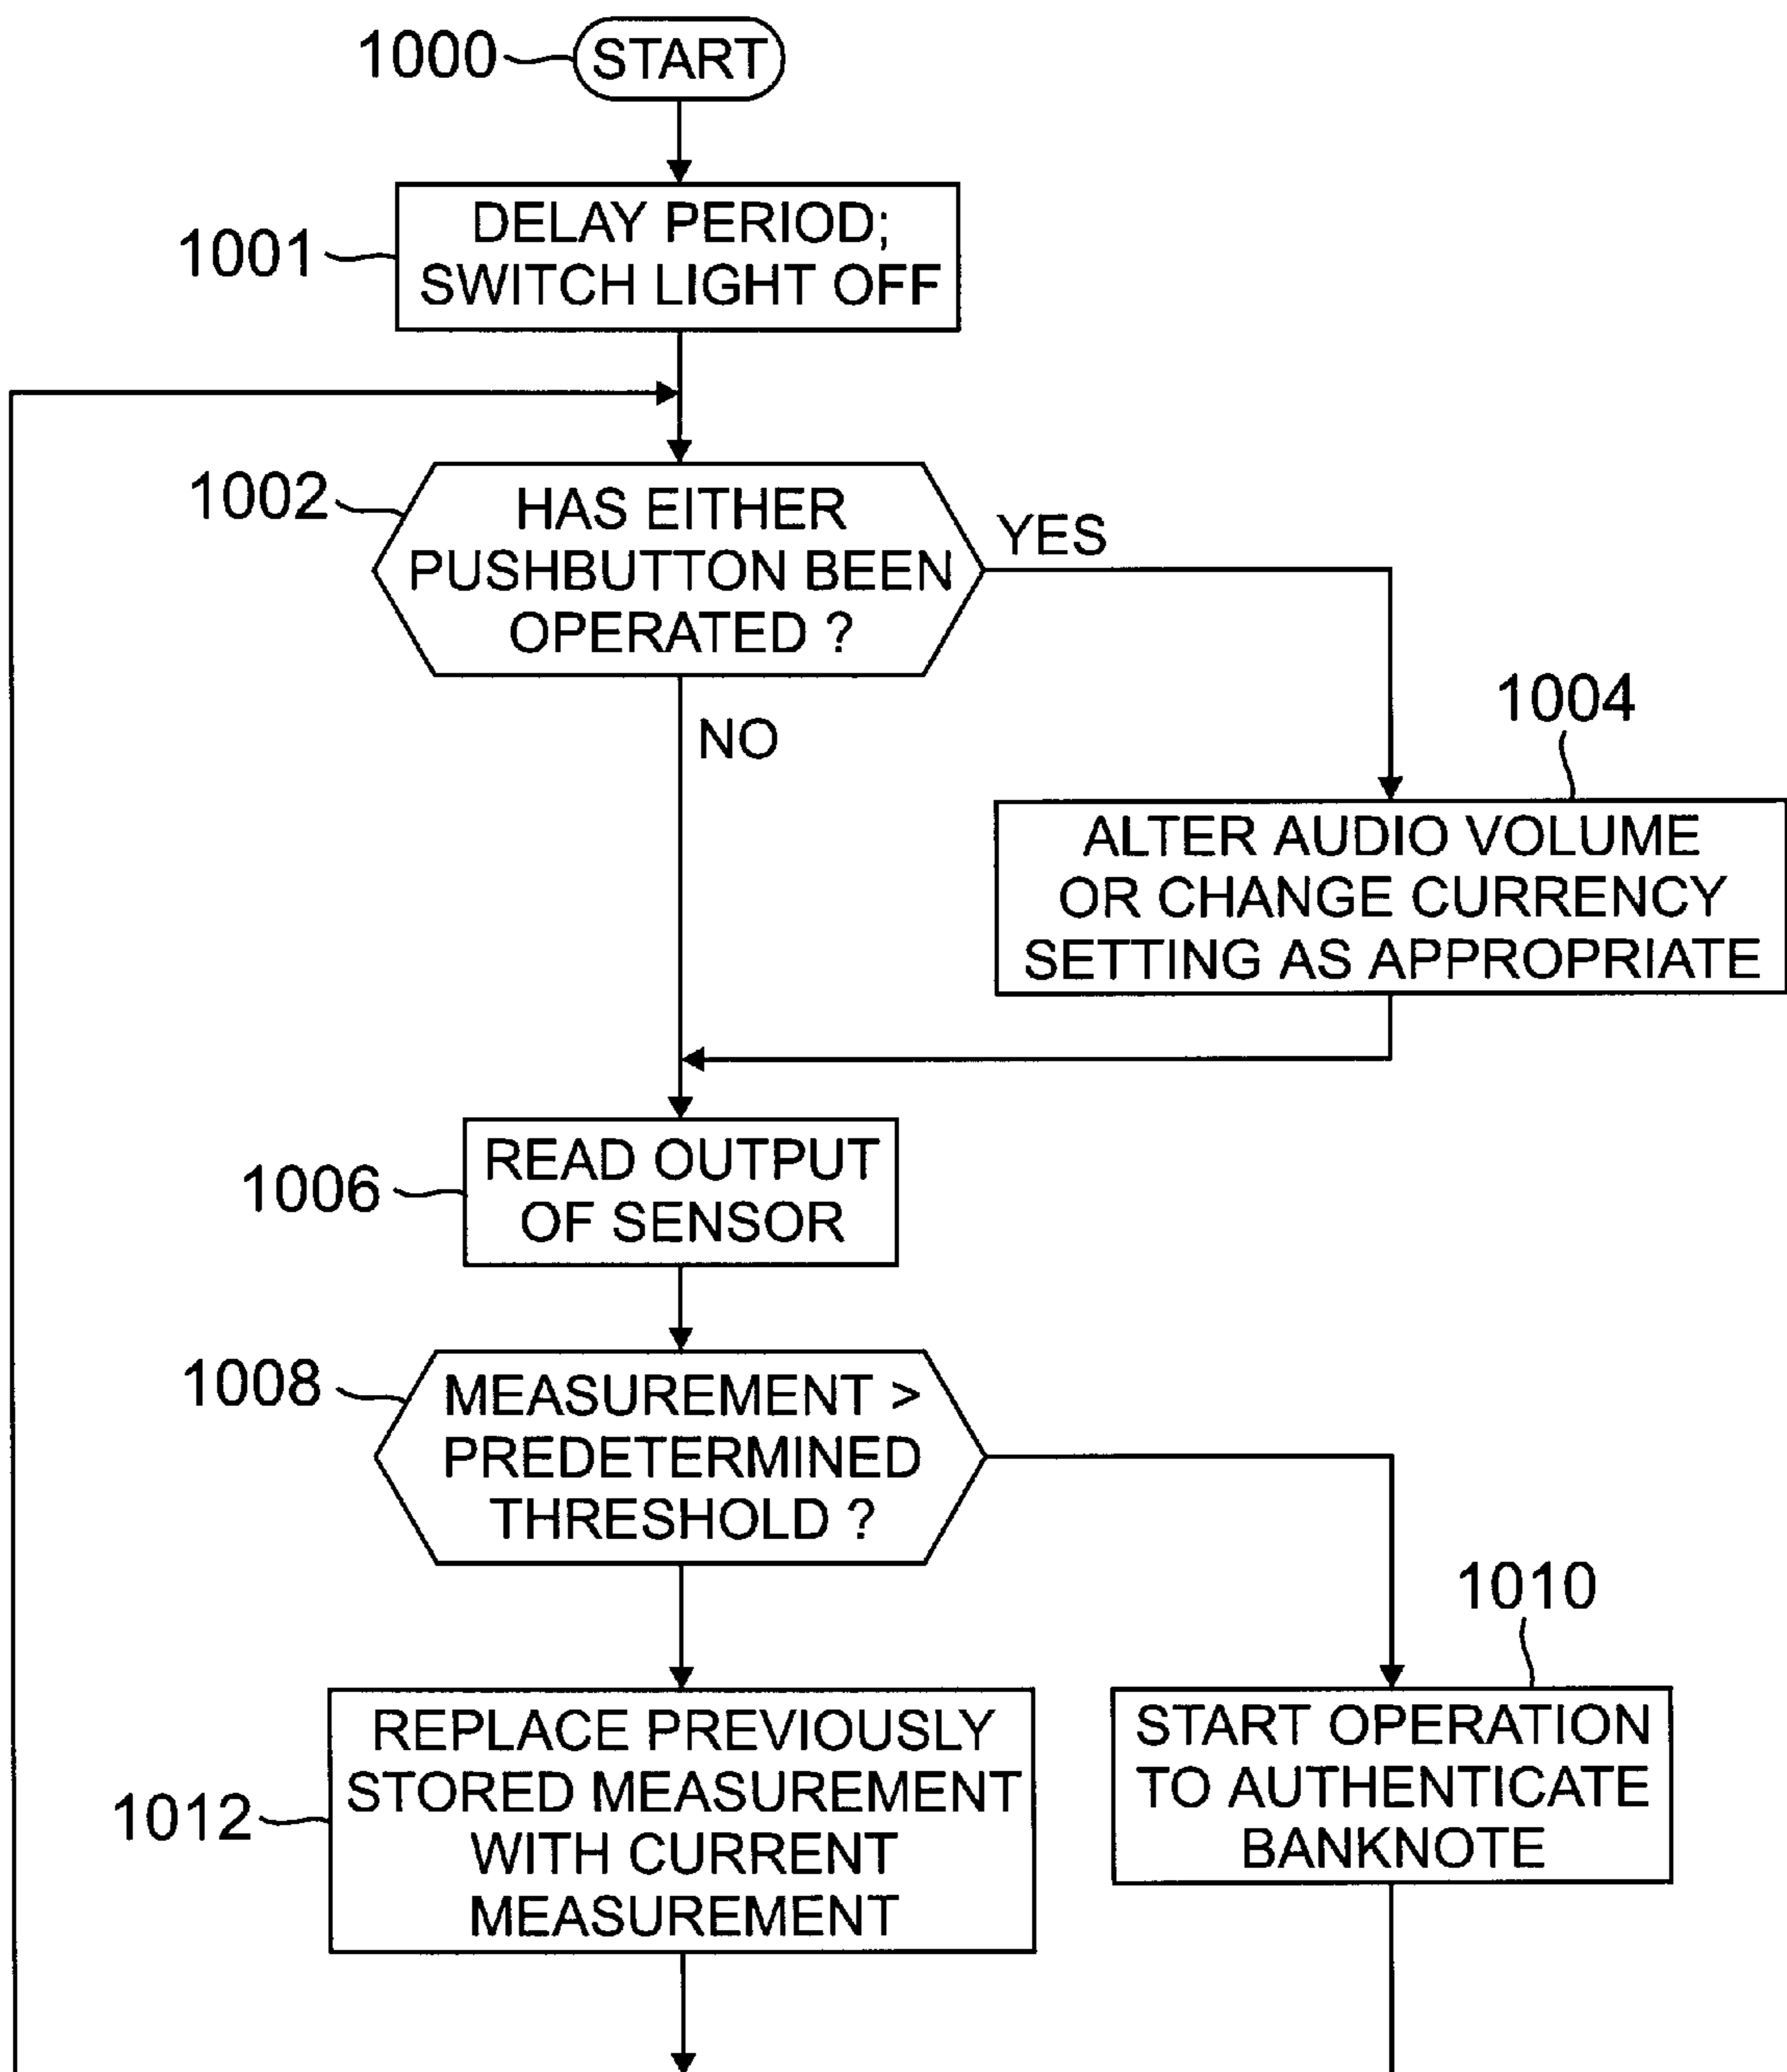 1000
START
1001
DELAY PERIOD;
SWITCH LIGHT OFF
1002
HAS EITHER
PUSHBUTTON BEEN
OPERATED ?
YES
NO
1004
ALTER AUDIO VOLUME
OR CHANGE CURRENCY
SETTING AS APPROPRIATE
1006
READ OUTPUT
OF SENSOR
1008
MEASUREMENT >
PREDETERMINED
THRESHOLD ?
1010
START OPERATION
TO AUTHENTICATE
BANKNOTE
1012
REPLACE PREVIOUSLY
STORED MEASUREMENT
WITH CURRENT
MEASUREMENT